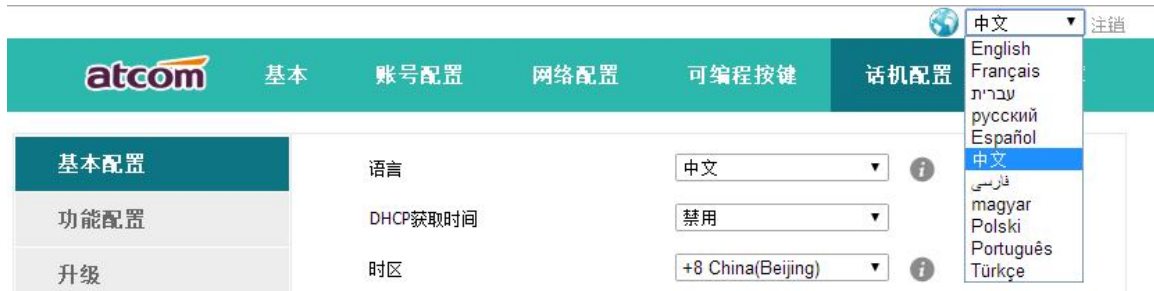 中文 注销
English
Français
עברית
русский
Español
中文
فارسی
magyar
Polski
Português
Türkçe
atcom 基本 账号配置 网络配置 可编程按键 话机配置
基本配置 语言 中文
功能配置 DHCP获取时间 禁用
升级 时区 +8 China(Beijing)